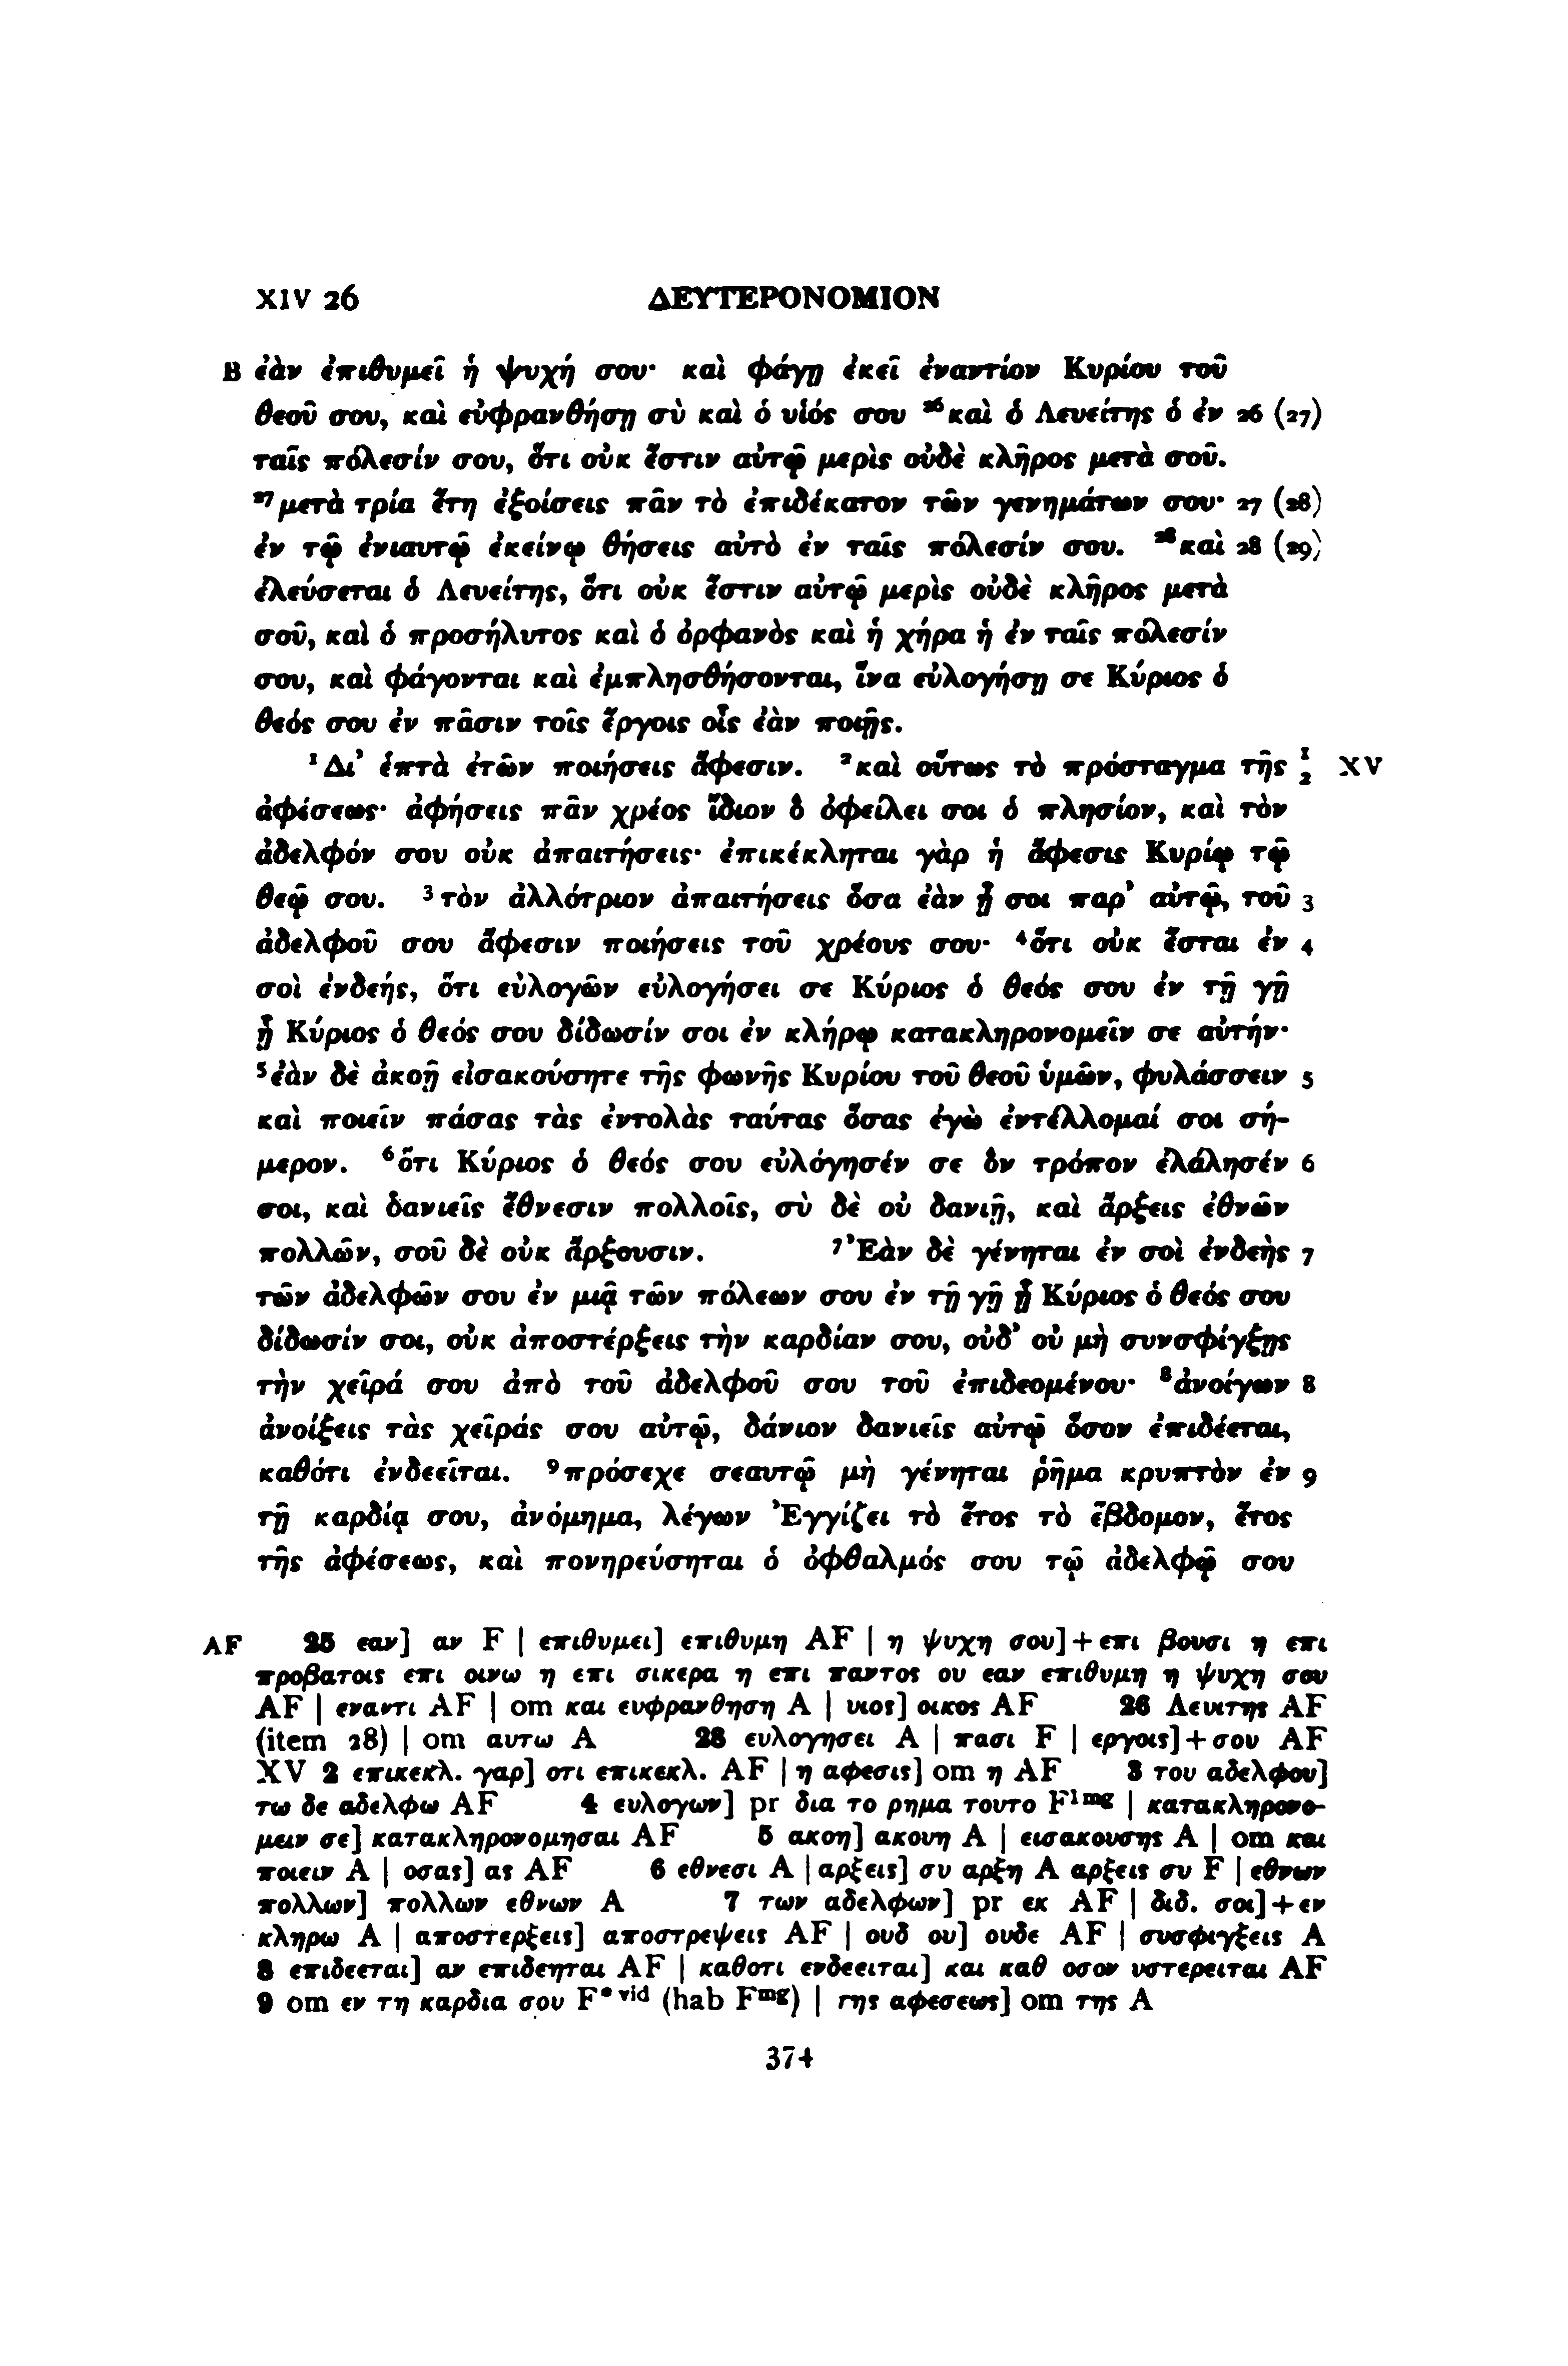 XIV 26 ΔΕΥΤΕΡΟΝΟΜΙΟΝ
B ἐὰν ἐπιθυμεῖ ἡ ψυχή σου· καὶ φάγῃ ἐκεῖ ἐναντίον Κυρίου τοῦ
θεοῦ σου, καὶ εὐφρανθήσῃ σὺ καὶ ὁ υἱός σου ²⁶καὶ ὁ Λευείτης ὁ ἐν 26 (27)
ταῖς πόλεσίν σου, ὅτι οὐκ ἔστιν αὐτῷ μερὶς οὐδὲ κλῆρος μετὰ σοῦ.
²⁷μετὰ τρία ἔτη ἐξοίσεις πᾶν τὸ ἐπιδέκατον τῶν γενημάτων σου· 27 (28)
ἐν τῷ ἐνιαυτῷ ἐκείνῳ θήσεις αὐτὸ ἐν ταῖς πόλεσίν σου. ²⁸καὶ 28 (29)
ἐλεύσεται ὁ Λευείτης, ὅτι οὐκ ἔστιν αὐτῷ μερὶς οὐδὲ κλῆρος μετὰ
σοῦ, καὶ ὁ προσήλυτος καὶ ὁ ὀρφανὸς καὶ ἡ χήρα ἡ ἐν ταῖς πόλεσίν
σου, καὶ φάγονται καὶ ἐμπλησθήσονται, ἵνα εὐλογήσῃ σε Κύριος ὁ
θεός σου ἐν πᾶσιν τοῖς ἔργοις οἷς ἐὰν ποιῇς.
¹Δι᾽ ἑπτὰ ἐτῶν ποιήσεις ἄφεσιν. ²καὶ οὕτως τὸ πρόσταγμα τῆς 1 2 XV
ἀφέσεως· ἀφήσεις πᾶν χρέος ἴδιον ὃ ὀφείλει σοι ὁ πλησίον, καὶ τὸν
ἀδελφόν σου οὐκ ἀπαιτήσεις· ἐπικέκληται γὰρ ἡ ἄφεσις Κυρίῳ τῷ
θεῷ σου. ³τὸν ἀλλότριον ἀπαιτήσεις ὅσα ἐὰν ᾖ σοι παρ᾽ αὐτῷ, τοῦ 3
ἀδελφοῦ σου ἄφεσιν ποιήσεις τοῦ χρέους σου· ⁴ὅτι οὐκ ἔσται ἐν 4
σοὶ ἐνδεής, ὅτι εὐλογῶν εὐλογήσει σε Κύριος ὁ θεός σου ἐν τῇ γῇ
ᾗ Κύριος ὁ θεός σου δίδωσίν σοι ἐν κλήρῳ κατακληρονομεῖν σε αὐτήν·
⁵ἐὰν δὲ ἀκοῇ εἰσακούσητε τῆς φωνῆς Κυρίου τοῦ θεοῦ ὑμῶν, φυλάσσειν 5
καὶ ποιεῖν πάσας τὰς ἐντολὰς ταύτας ὅσας ἐγὼ ἐντέλλομαί σοι σή-
μερον. ⁶ὅτι Κύριος ὁ θεός σου εὐλόγησέν σε ὃν τρόπον ἐλάλησέν 6
σοι, καὶ δανιεῖς ἔθνεσιν πολλοῖς, σὺ δὲ οὐ δανιῇ, καὶ ἄρξεις ἐθνῶν
πολλῶν, σοῦ δὲ οὐκ ἄρξουσιν. ⁷Ἐὰν δὲ γένηται ἐν σοὶ ἐνδεὴς 7
τῶν ἀδελφῶν σου ἐν μιᾷ τῶν πόλεων σου ἐν τῇ γῇ ᾗ Κύριος ὁ θεός σου
δίδωσίν σοι, οὐκ ἀποστέρξεις τὴν καρδίαν σου, οὐδ᾽ οὐ μὴ συνσφίγξῃς
τὴν χεῖρά σου ἀπὸ τοῦ ἀδελφοῦ σου τοῦ ἐπιδεομένου· ⁸ἀνοίγων 8
ἀνοίξεις τὰς χεῖράς σου αὐτῷ, δάνιον δανιεῖς αὐτῷ ὅσον ἐπιδέεται,
καθότι ἐνδεεῖται. ⁹πρόσεχε σεαυτῷ μὴ γένηται ῥῆμα κρυπτὸν ἐν 9
τῇ καρδίᾳ σου, ἀνόμημα, λέγων Ἐγγίζει τὸ ἔτος τὸ ἕβδομον, ἔτος
τῆς ἀφέσεως, καὶ πονηρεύσηται ὁ ὀφθαλμός σου τῷ ἀδελφῷ σου
AF 25 εαν] αν F | επιθυμει] επιθυμη AF | η ψυχη σου]+επι βουσι η επι
προβατοις επι οινω η επι σικερα η επι παντος ου εαν επιθυμη η ψυχη σου
AF | εναντι AF | om και ευφρανθηση A | υιος] οικος AF 26 Λευιτης AF
(item 28) | om αυτω A 28 ευλογησει A | πασι F | εργοις]+σου AF
XV 2 επικεκλ. γαρ] οτι επικεκλ. AF | η αφεσις] om η AF 3 του αδελφου]
τω δε αδελφω AF 4 ευλογων] pr δια το ρημα τουτο F¹ᵐᵍ | κατακληρονο-
μειν σε] κατακληρονομησαι AF 5 ακοη] ακουη A | εισακουσης A | om και
ποιειν A | οσας] ας AF 6 εθνεσι A | αρξεις] συ αρξη A αρξεις συ F | εθνων
πολλων] πολλων εθνων A 7 των αδελφων] pr εκ AF | διδ. σοι]+εν
κληρω A | αποστερξεις] αποστρεψεις AF | ουδ ου] ουδε AF | συσφιγξεις A
8 επιδεεται] αν επιδεηται AF | καθοτι ενδεειται] και καθ οσον υστερειται AF
9 om εν τη καρδια σου F*ᵛⁱᵈ (hab Fᵐᵍ) | της αφεσεως] om της A
374